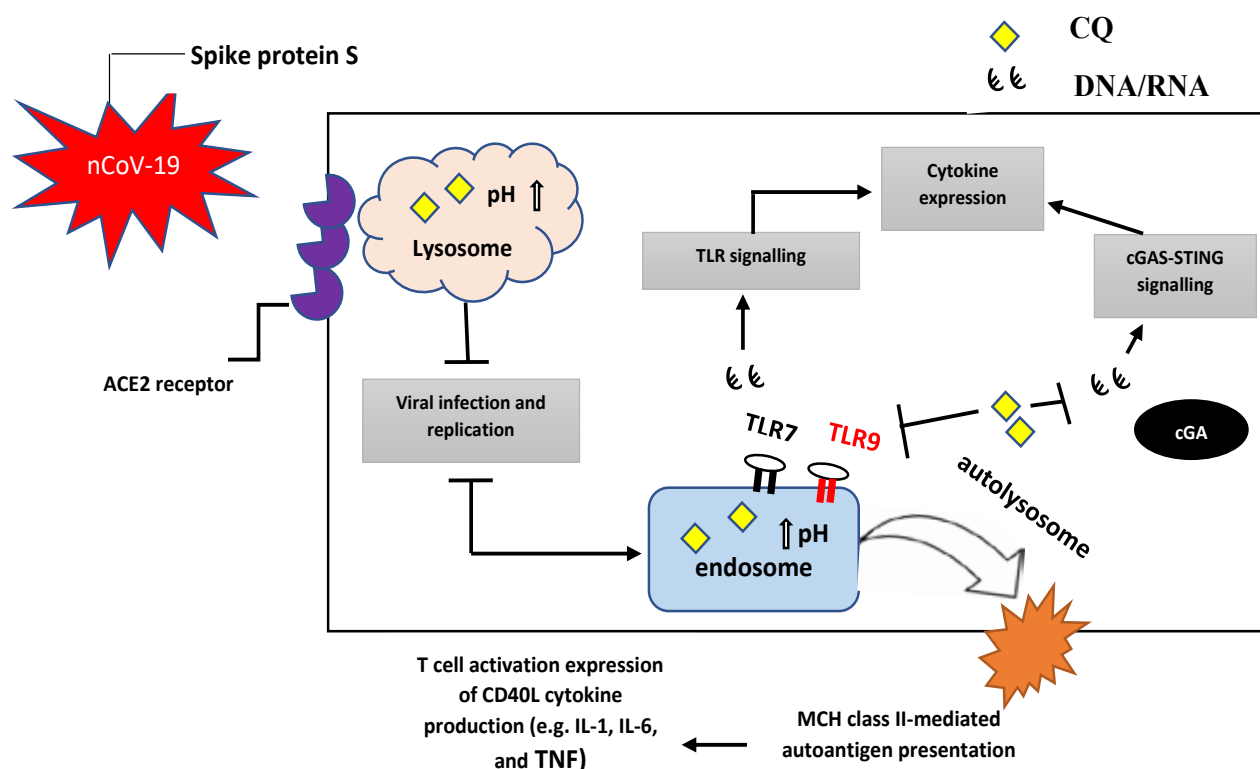 CQ
Spike protein S
DNA/RNA
nCoV-19
Cytokine
expression
pH
Lysosome
TLR signalling
cGAS-STING
signalling
ACE2 receptor
Viral infection and
replication
TLR7
TLR9
cGA
autolysosome
pH
endosome
T cell activation expression
of CD40L cytokine
production (e.g. IL-1, IL-6,
and TNF)
MCH class II-mediated
autoantigen presentation